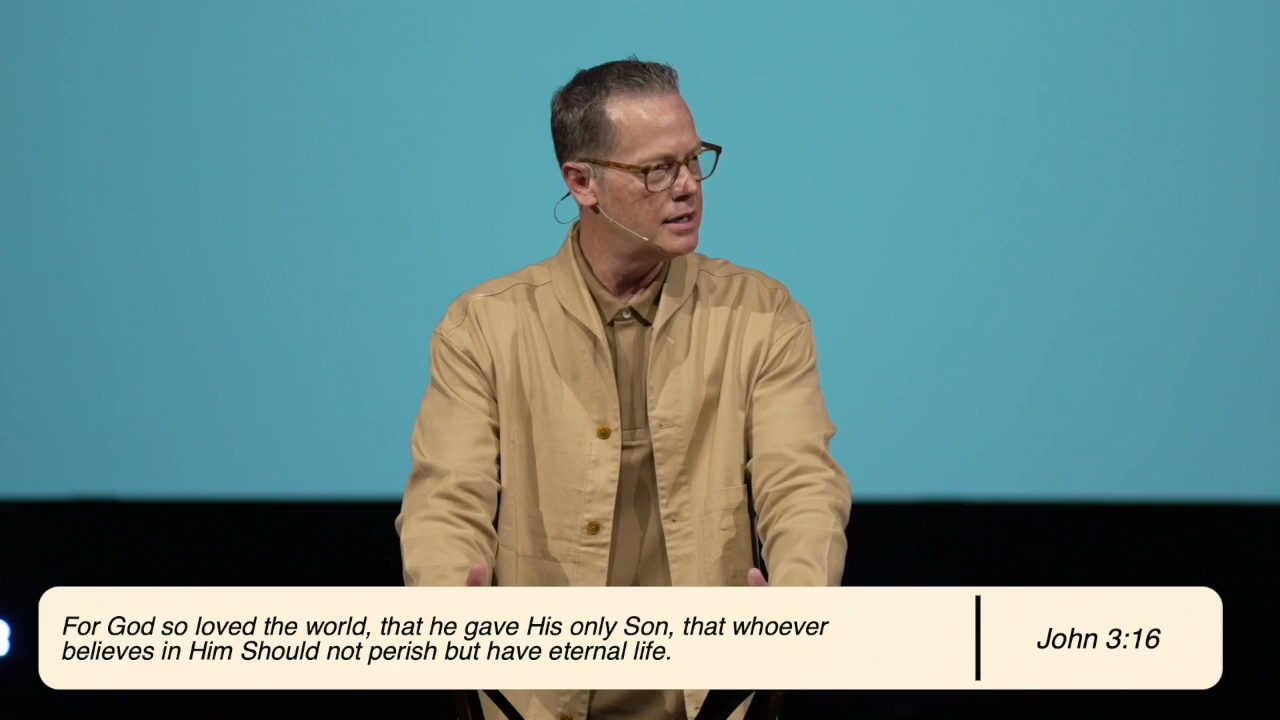 For God so loved the world, that he gave His only Son, that whoever
believes in Him Should not perish but have eternal life.
John 3:16